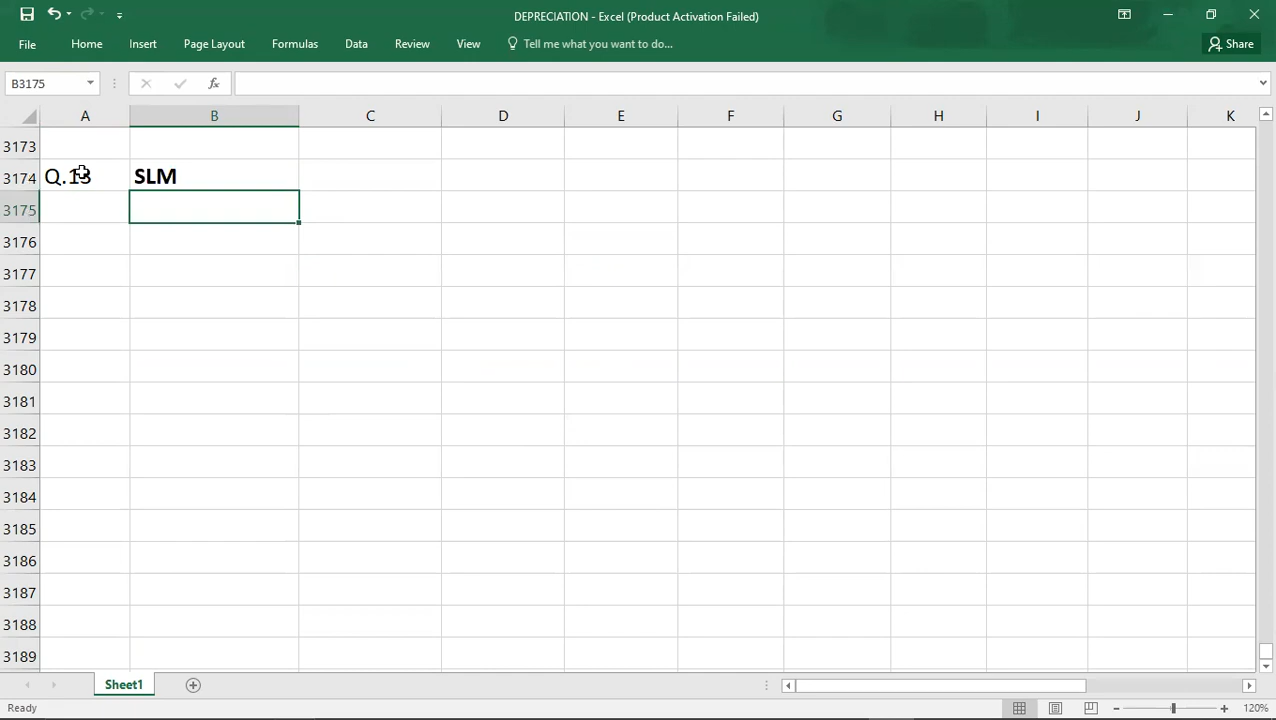 DEPRECIATION - Excel (Product Activation Failed)
File Home Insert Page Layout Formulas Data Review View Tell me what you want to do... Share
B3175 fx
A B C D E F G H I J K
3173
3174 Q.13 SLM
3175
3176
3177
3178
3179
3180
3181
3182
3183
3184
3185
3186
3187
3188
3189
Sheet1
Ready 120%